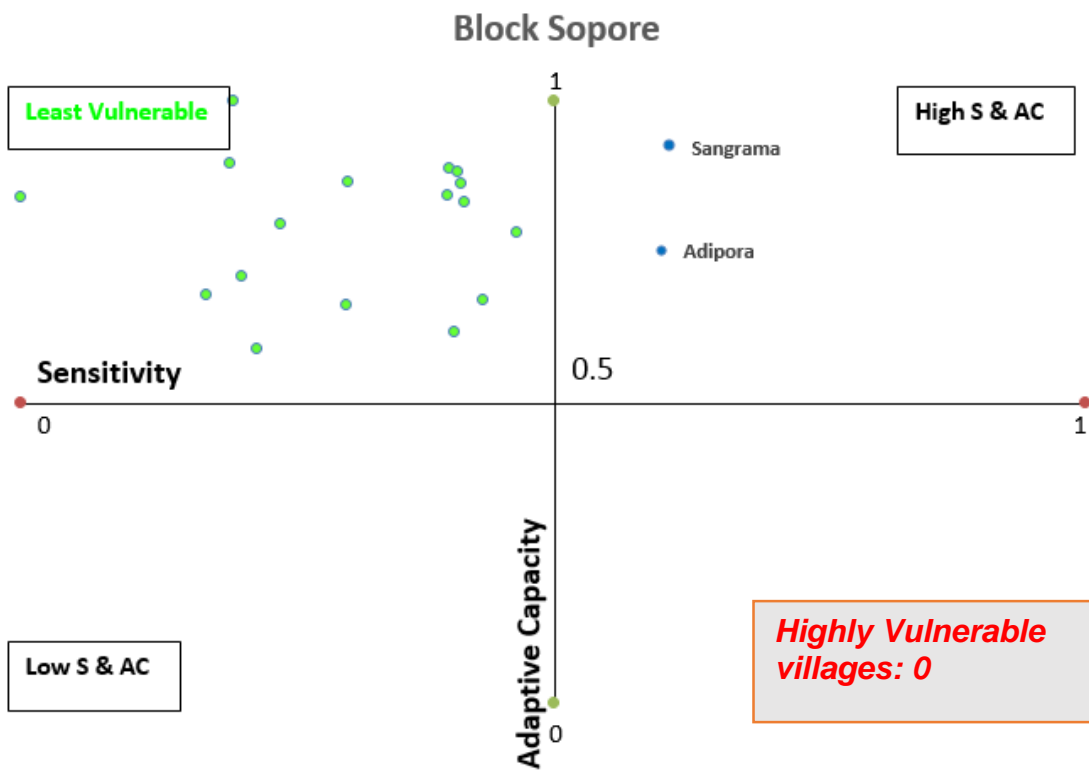 Block Sopore
1
Least Vulnerable
High S & AC
Sangrama
Adipora
Sensitivity
0.5
0
1
Adaptive Capacity
Highly Vulnerable
villages: 0
Low S & AC
0